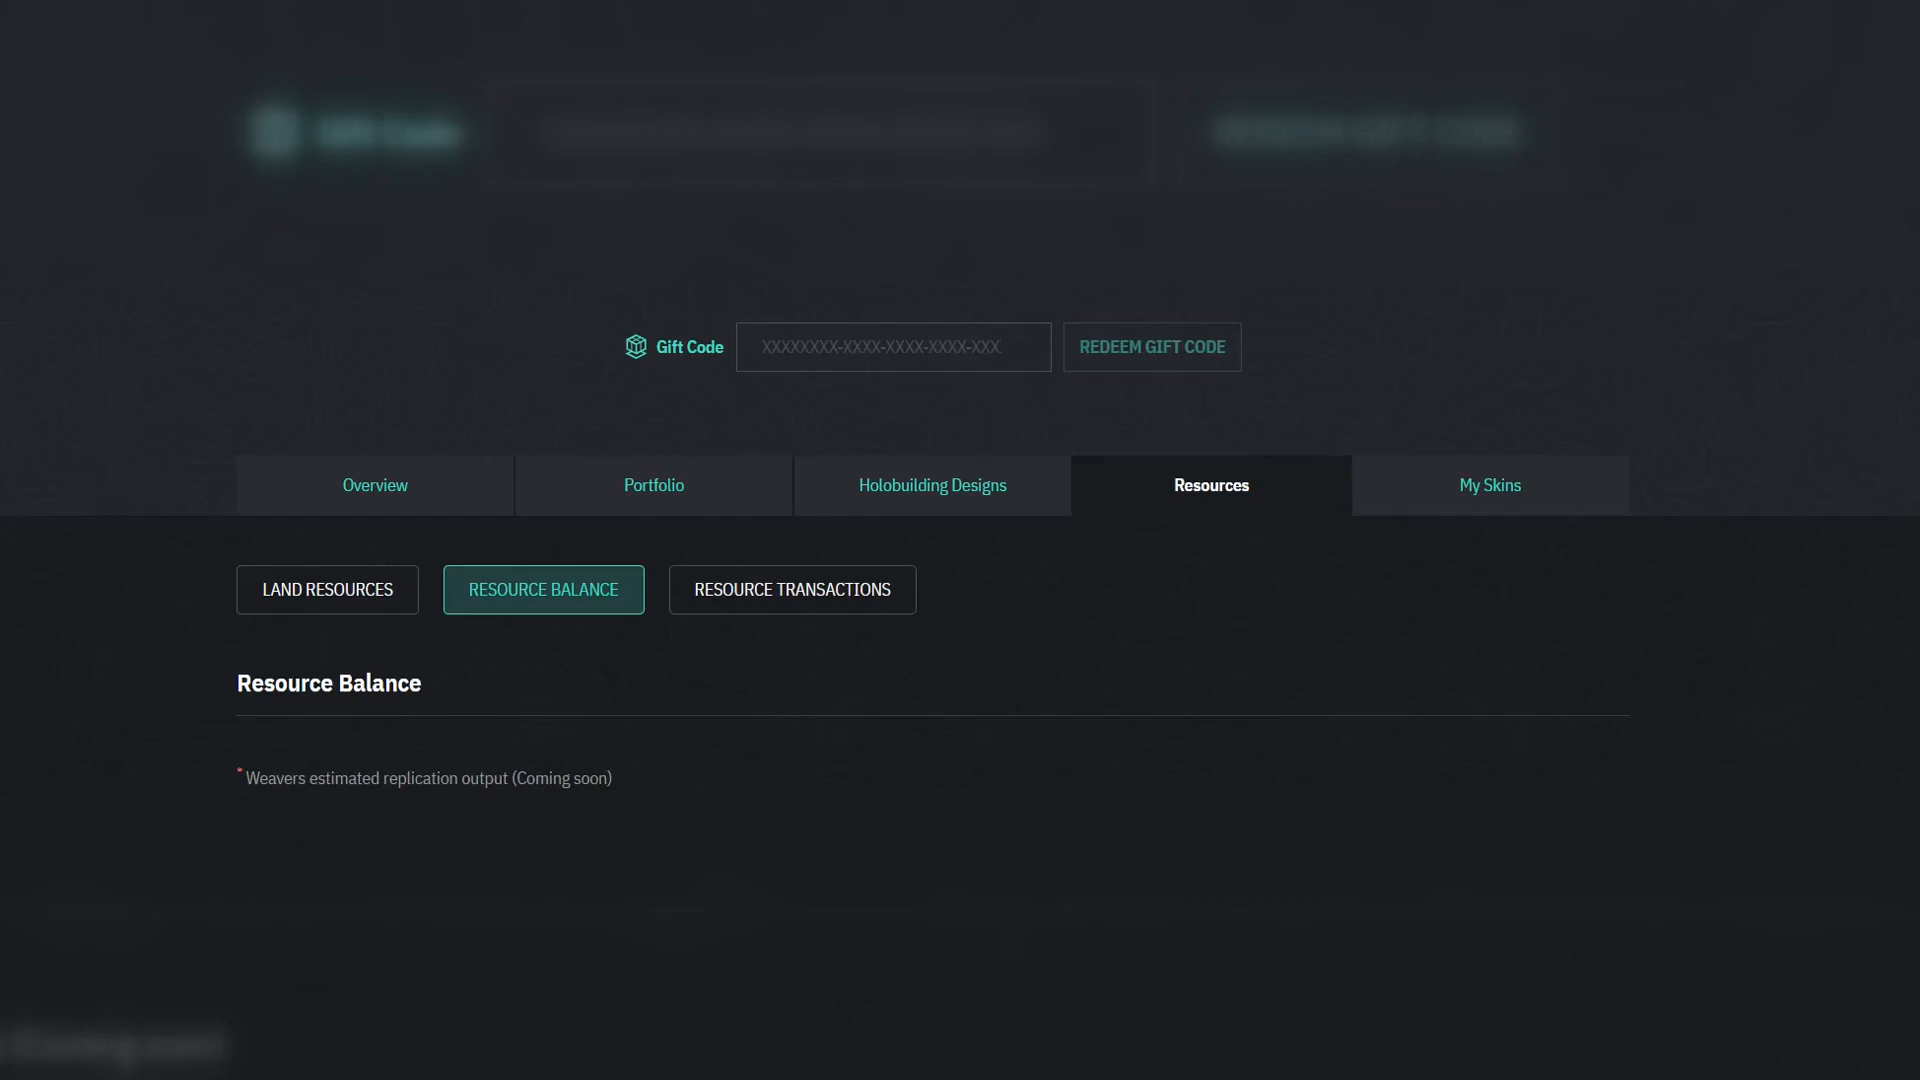 Gift Code XXXXXXXX-XXXX-XXXX-XXXX-XXX REDEEM GIFT CODE
Overview Portfolio Holobuilding Designs Resources My Skins
LAND RESOURCES RESOURCE BALANCE RESOURCE TRANSACTIONS
Resource Balance
* Weavers estimated replication output (Coming soon)